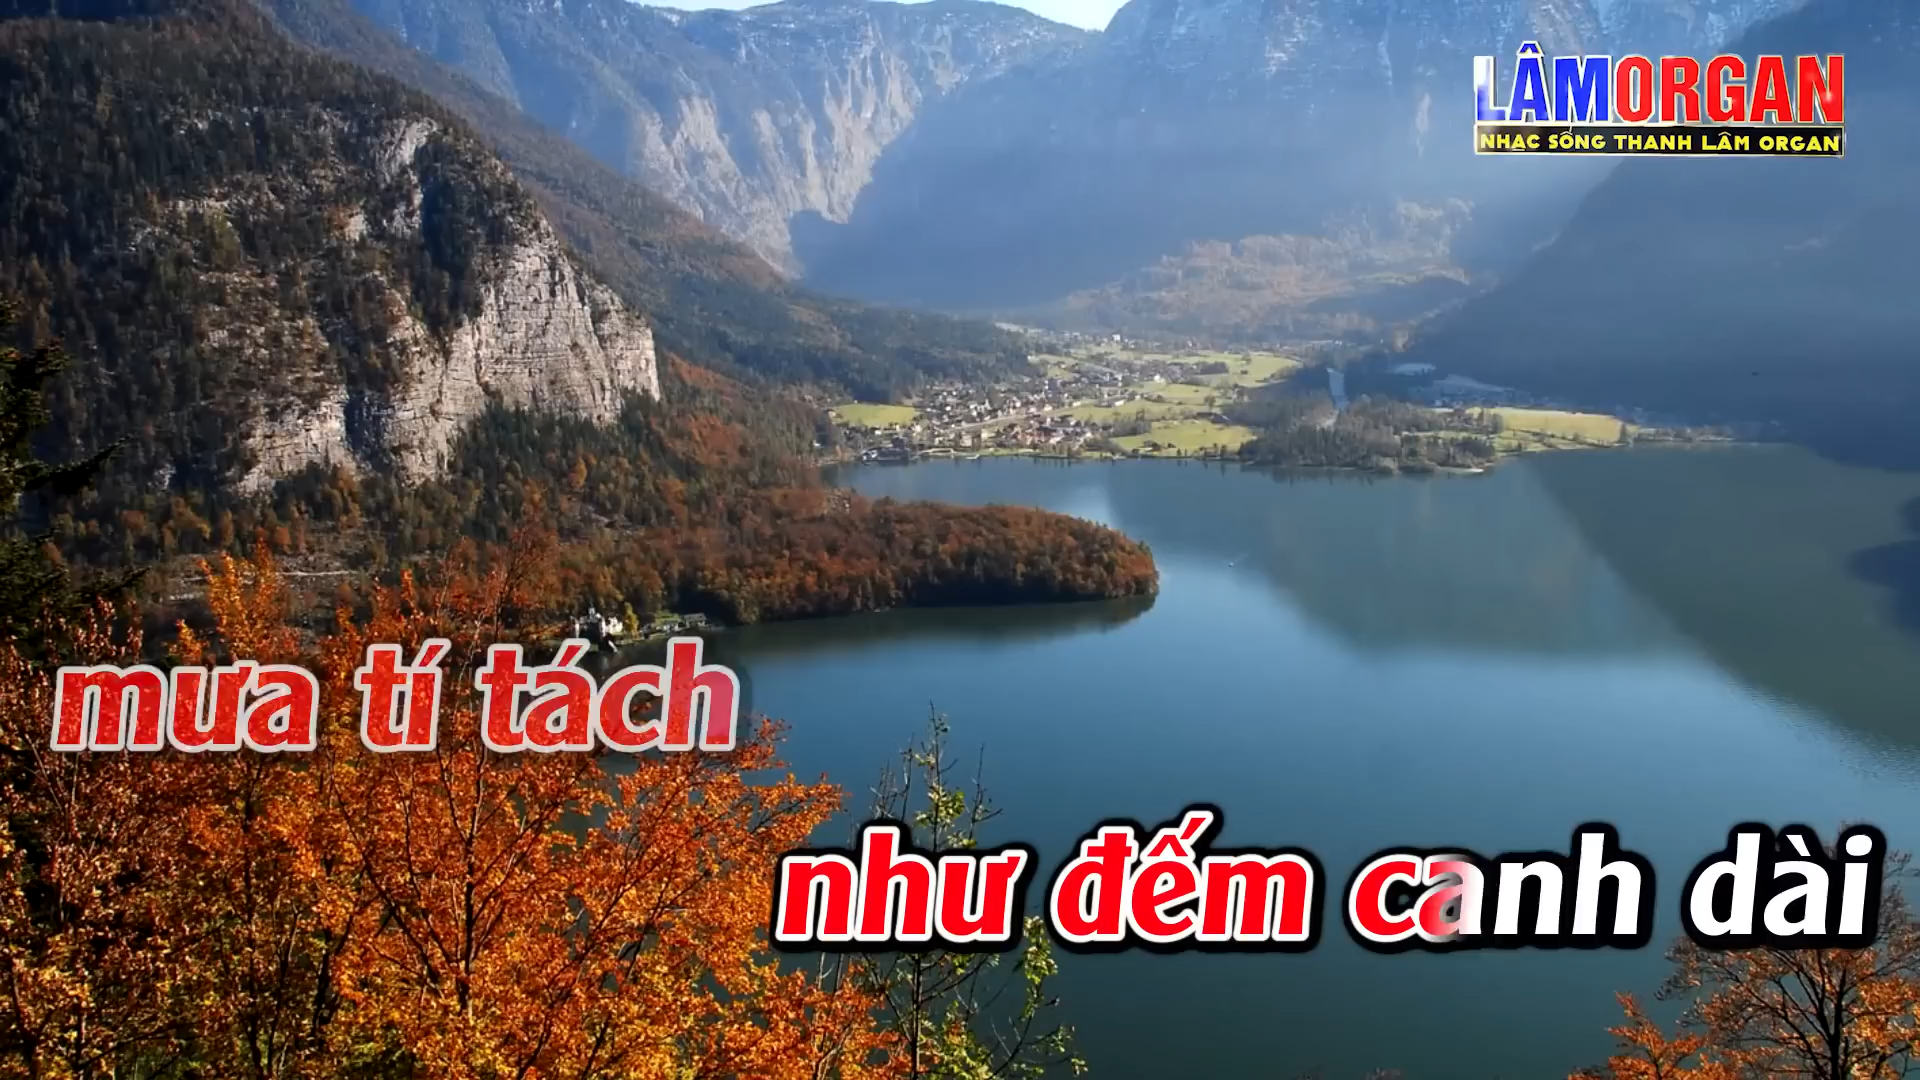 LÂMORGAN
NHẠC SỐNG THANH LÂM ORGAN
mưa tí tách
như đếm canh dài